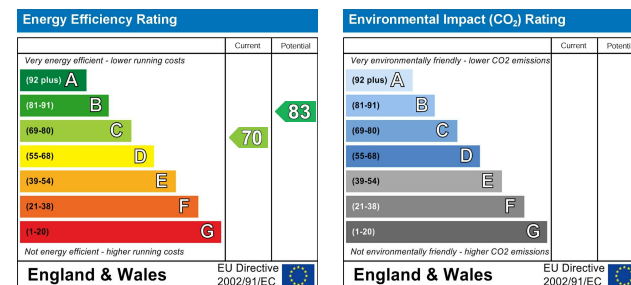 Energy Efficiency Rating
Current Potential
Very energy efficient - lower running costs
(92 plus) A
(81-91) B
83
(69-80) C
70
(55-68) D
(39-54) E
(21-38) F
(1-20) G
Not energy efficient - higher running costs
England & Wales
EU Directive
2002/91/EC
Environmental Impact (CO₂) Rating
Current Potenti
Very environmentally friendly - lower CO2 emissions
(92 plus) A
(81-91) B
(69-80) C
(55-68) D
(39-54) E
(21-38) F
(1-20) G
Not environmentally friendly - higher CO2 emissions
England & Wales
EU Directive
2002/91/EC